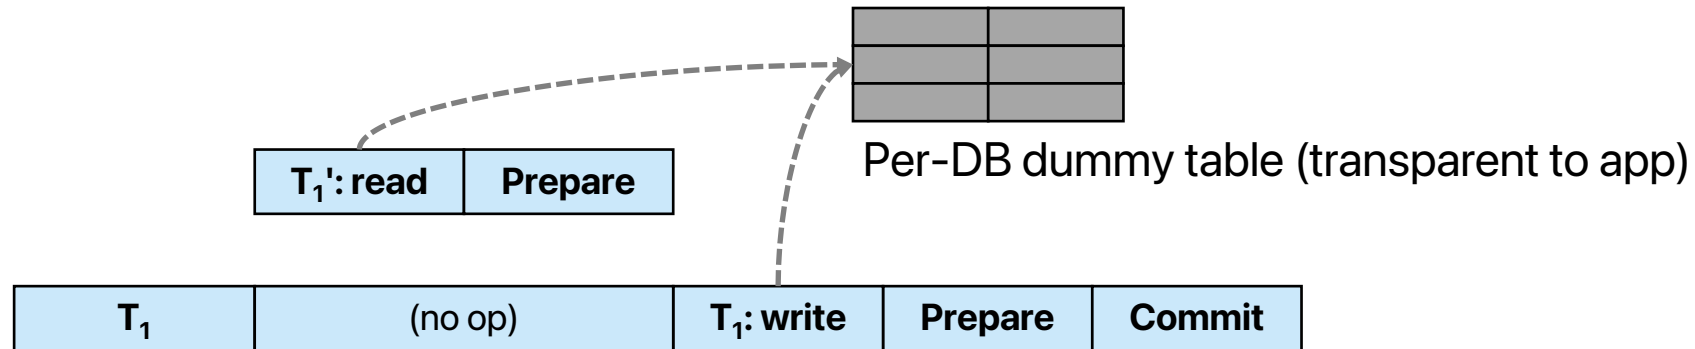 Per-DB dummy table (transparent to app)
T₁': read Prepare
T₁ (no op) T₁: write Prepare Commit